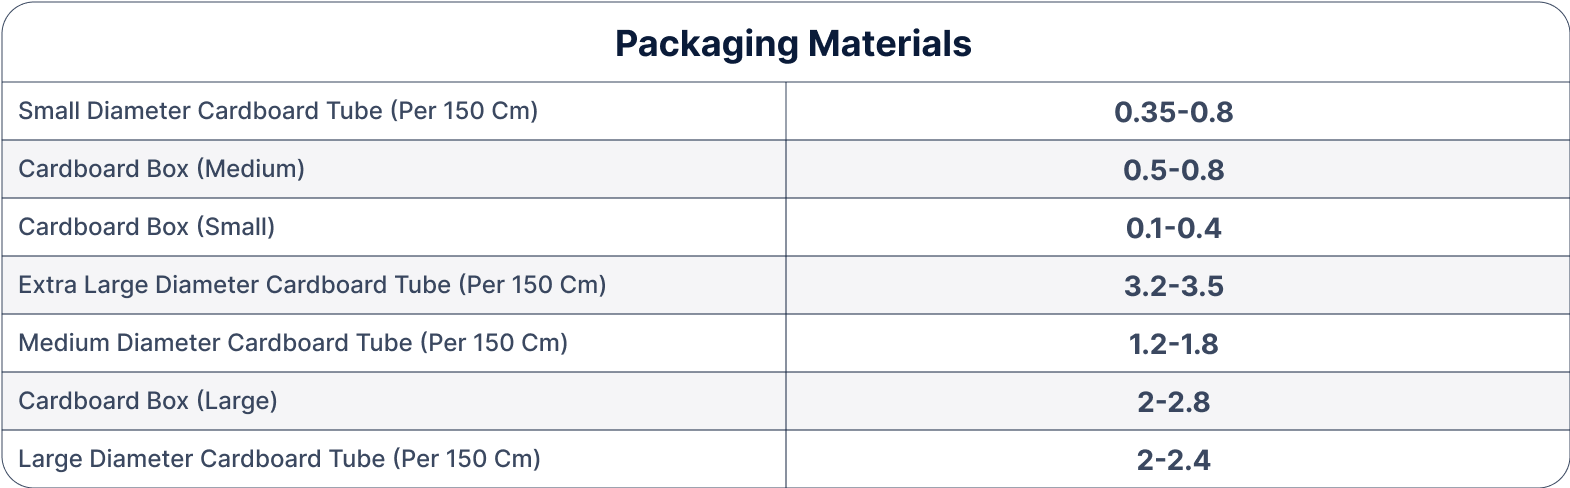 Packaging Materials
Small Diameter Cardboard Tube (Per 150 Cm) 0.35-0.8
Cardboard Box (Medium) 0.5-0.8
Cardboard Box (Small) 0.1-0.4
Extra Large Diameter Cardboard Tube (Per 150 Cm) 3.2-3.5
Medium Diameter Cardboard Tube (Per 150 Cm) 1.2-1.8
Cardboard Box (Large) 2-2.8
Large Diameter Cardboard Tube (Per 150 Cm) 2-2.4